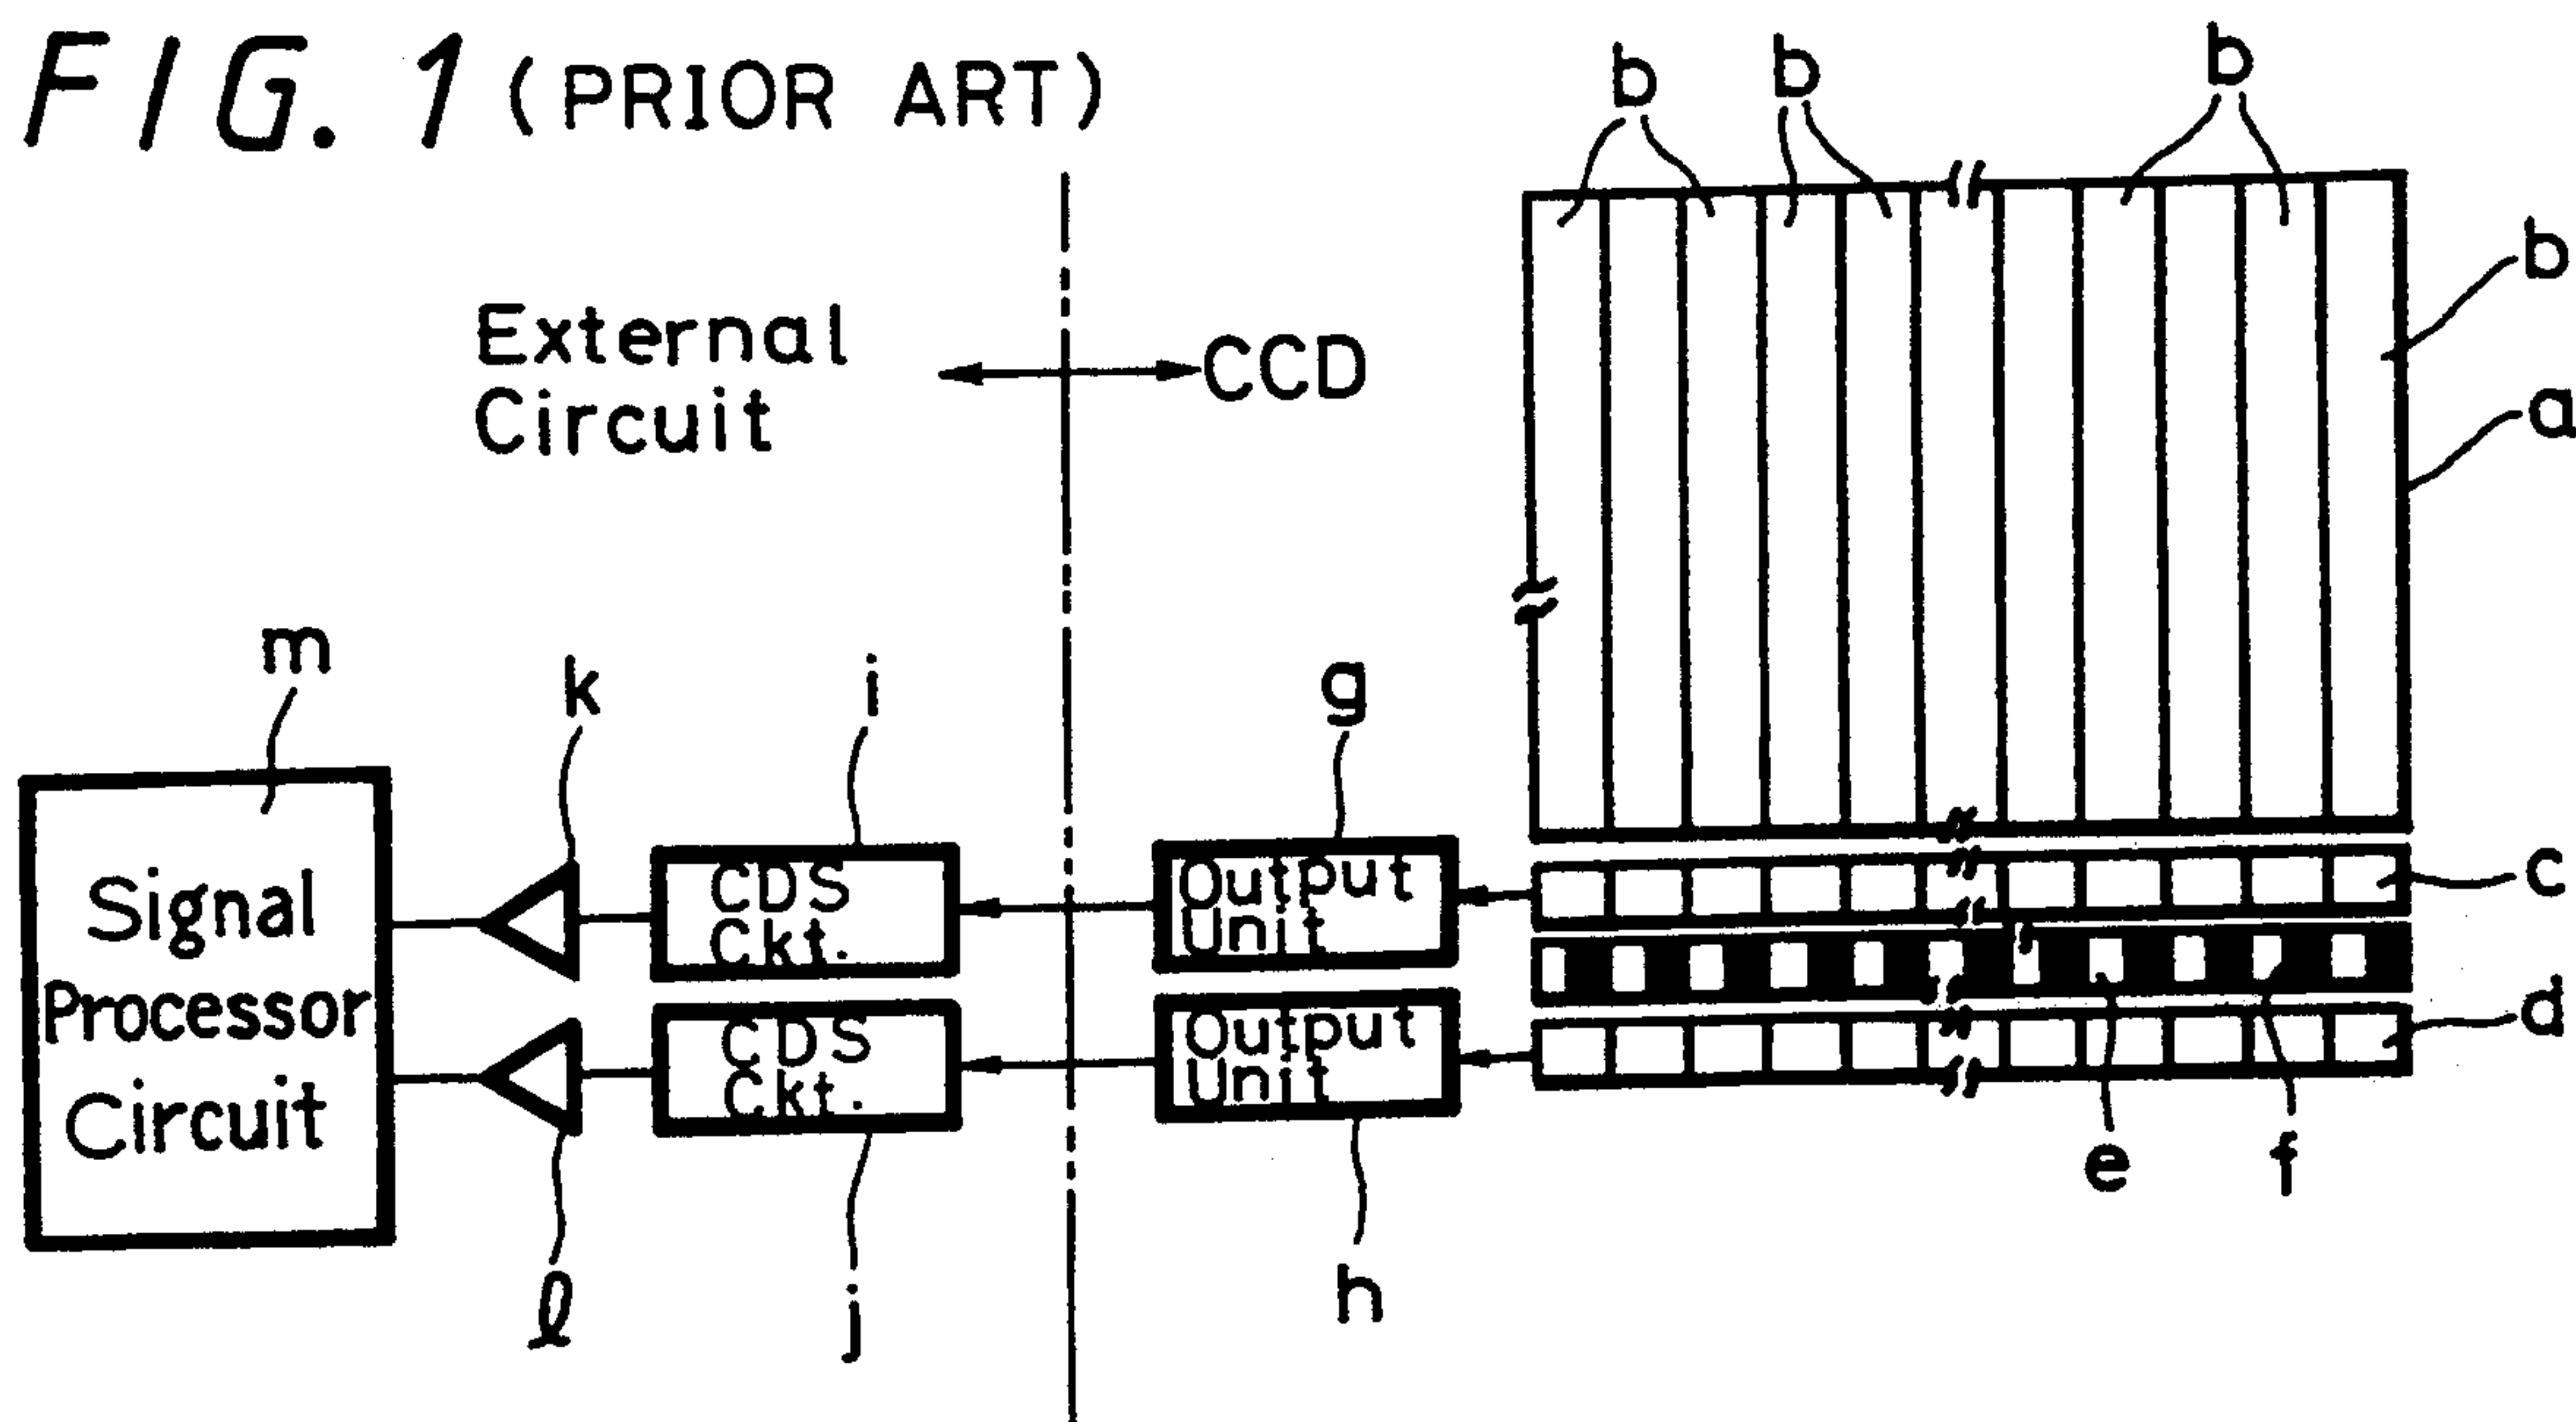 FIG. 1 (PRIOR ART)
b b b
b
a
External
Circuit
CCD
m
k
i
g
Signal
Processor
Circuit
CDS
Ckt.
Output
Unit
c
CDS
Ckt.
Output
Unit
d
e
f
l
j
h